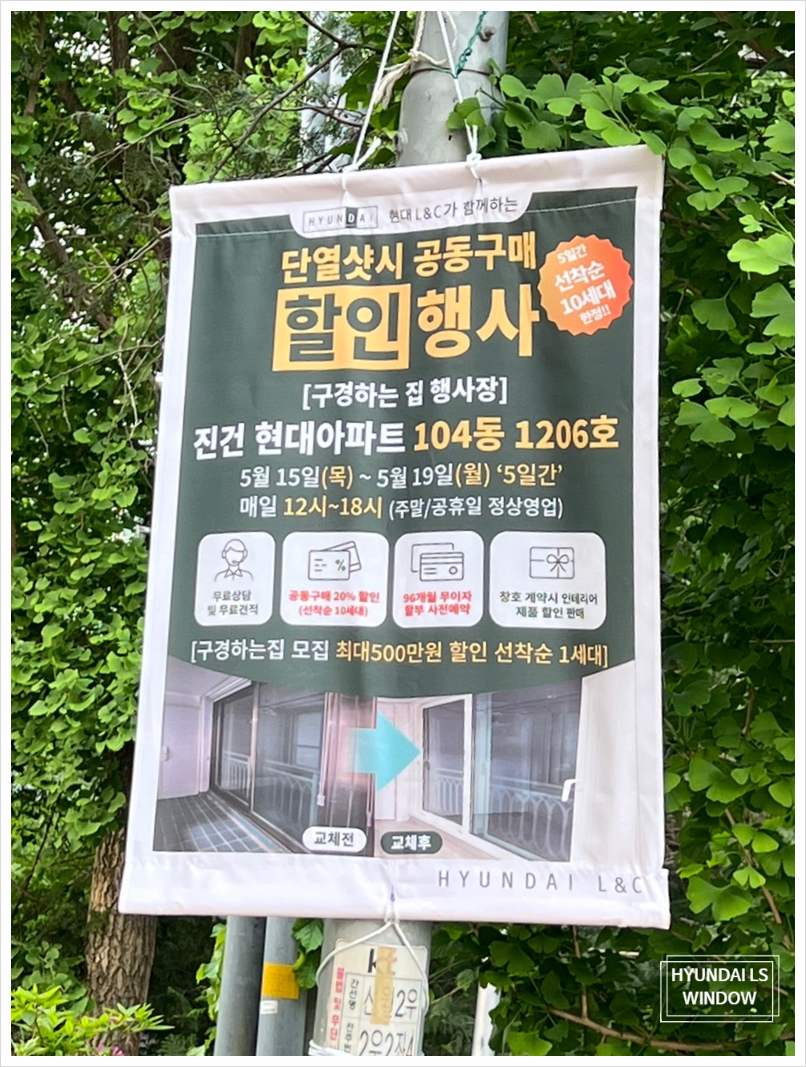 HYUNDAI 현대 L&C가 함께하는
단열샷시 공동구매
할인행사
5일간
선착순
10세대
한정!!
[구경하는 집 행사장]
진건 현대아파트 104동 1206호
5월 15일(목) ~ 5월 19일(월) ‘5일간’
매일 12시~18시 (주말/공휴일 정상영업)
무료상담
및 무료견적
%
공동구매 20% 할인
(선착순 10세대)
96개월 무이자
할부 사전예약
창호 계약시 인테리어
제품 할인 판매
[구경하는집 모집 최대500만원 할인 선착순 1세대]
교체전
교체후
HYUNDAI L&C
간선명
HYUNDAI LS
WINDOW